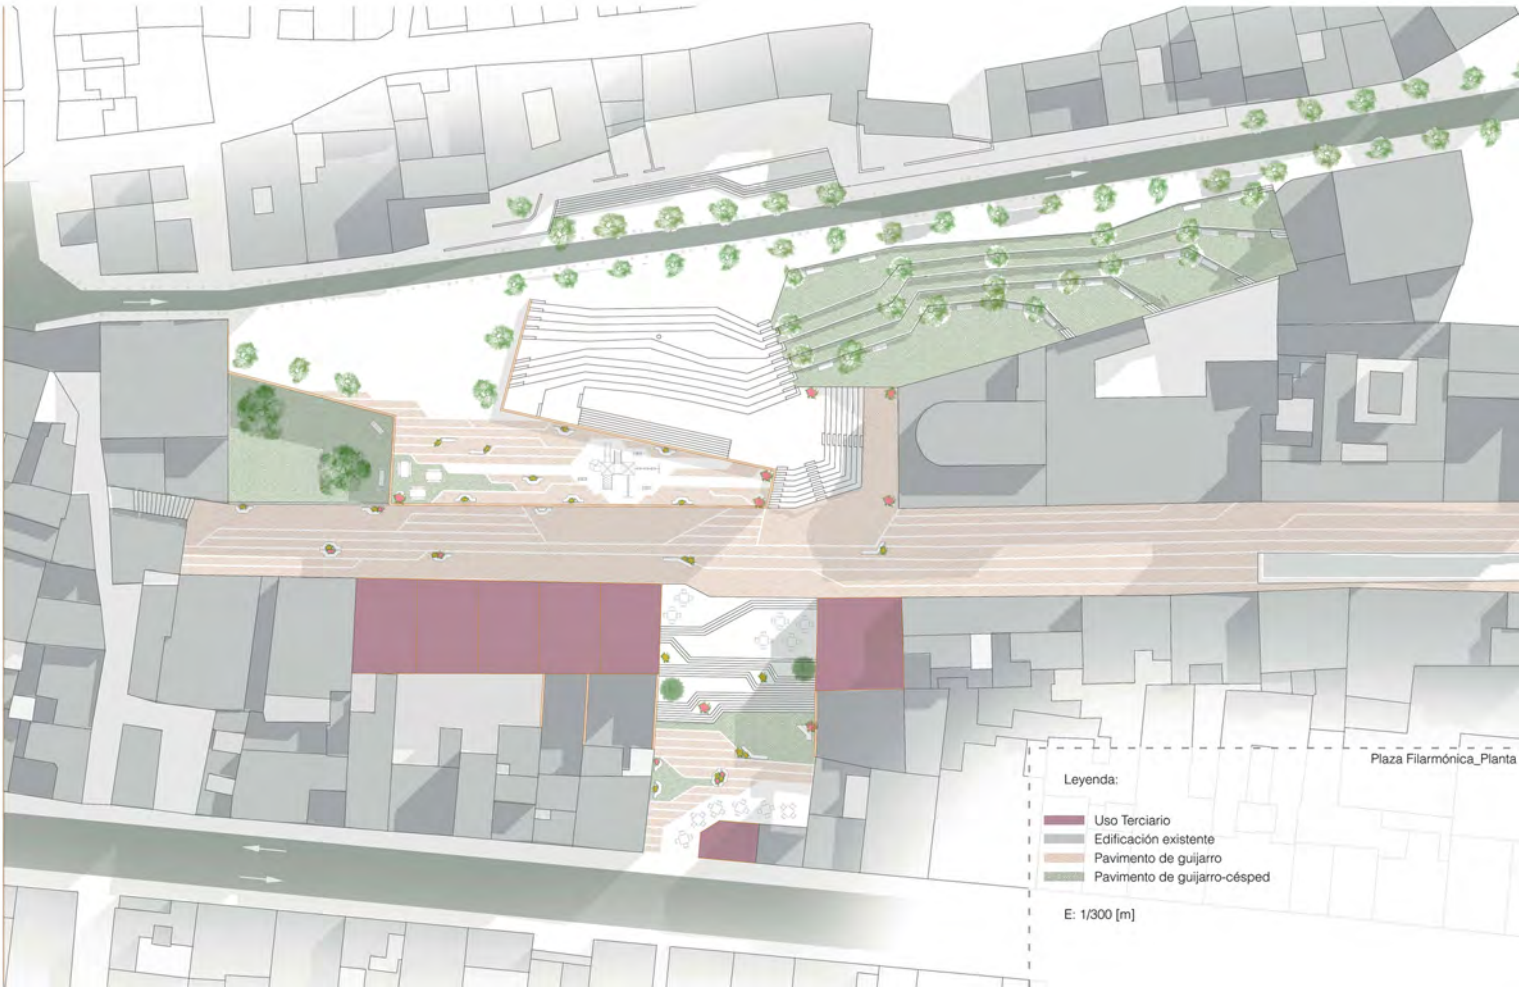 Plaza Filarmónica_Planta
Leyenda:
Uso Terciario
Edificación existente
Pavimento de guijarro
Pavimento de guijarro-césped
E: 1/300 [m]